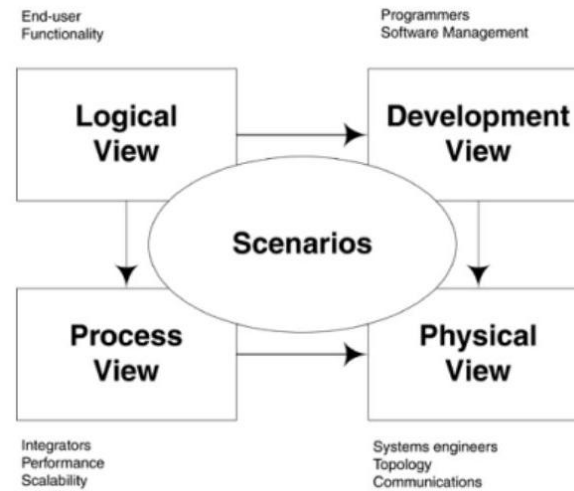 End-user
Functionality
Programmers
Software Management
Logical
View
Development
View
Scenarios
Process
View
Physical
View
Integrators
Performance
Scalability
Systems engineers
Topology
Communications